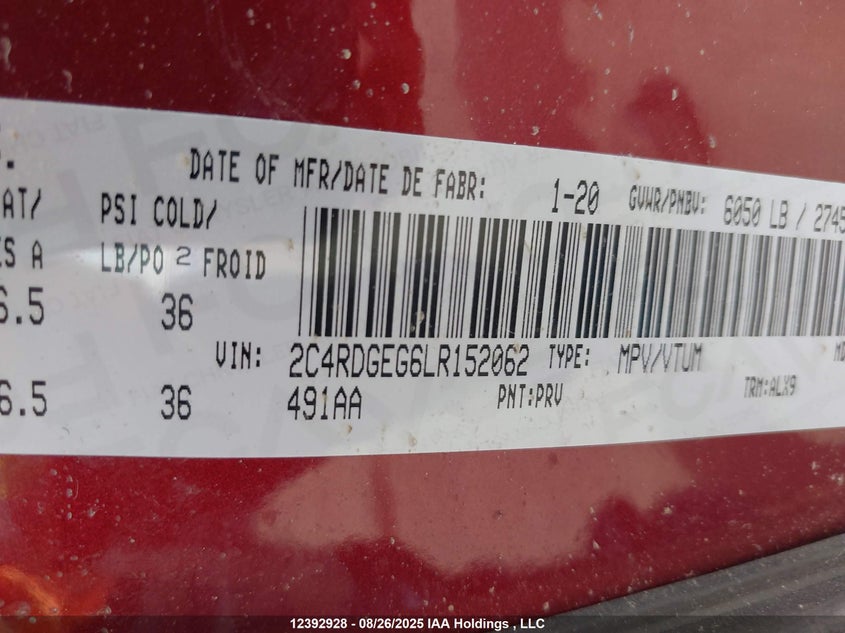 DATE OF MFR/DATE DE FABR: 1-20 GVWR/PNBV: 6050 LB / 2745
AT/ PSI COLD/
S A LB/PO 2 FROID
6.5 36
VIN: 2C4RDGEG6LR152062 TYPE: MPV/VTUM MD
6.5 36 491AA PNT:PRV TRM:ALX9
12392928 - 08/26/2025 IAA Holdings , LLC